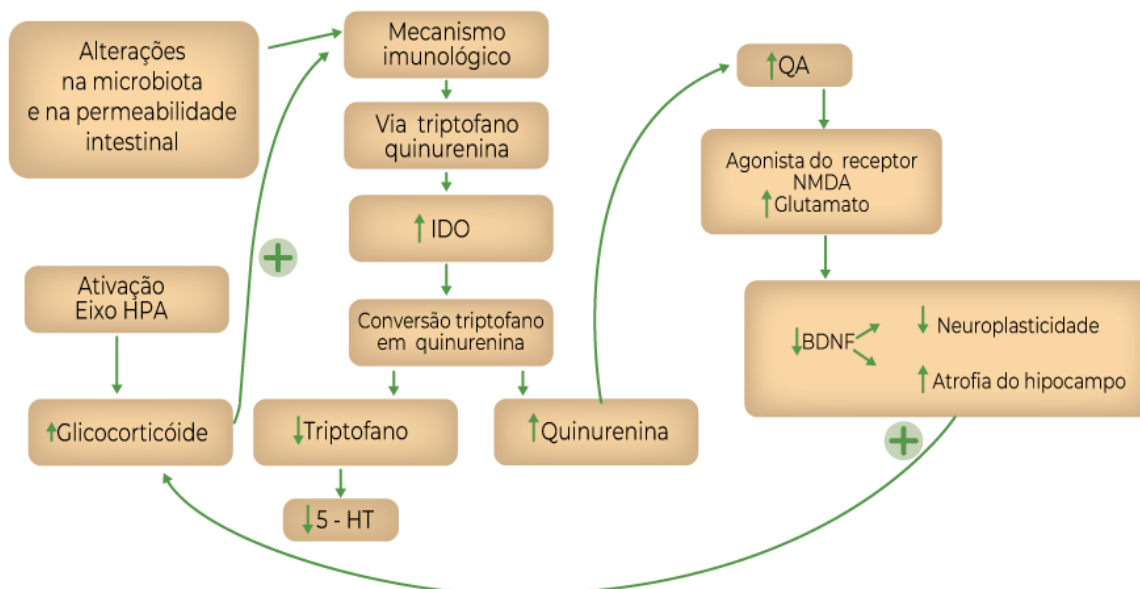 Alterações
na microbiota
e na permeabilidade
intestinal
Mecanismo
imunológico
Via triptofano
quinurenina
↑ IDO
Conversão triptofano
em quinurenina
Ativação
Eixo HPA
↑Glicocorticóide
↓Triptofano
↑Quinurenina
↓5 - HT
+
↑QA
Agonista do receptor
NMDA
↑Glutamato
↓BDNF
↓ Neuroplasticidade
↑ Atrofia do hipocampo
+